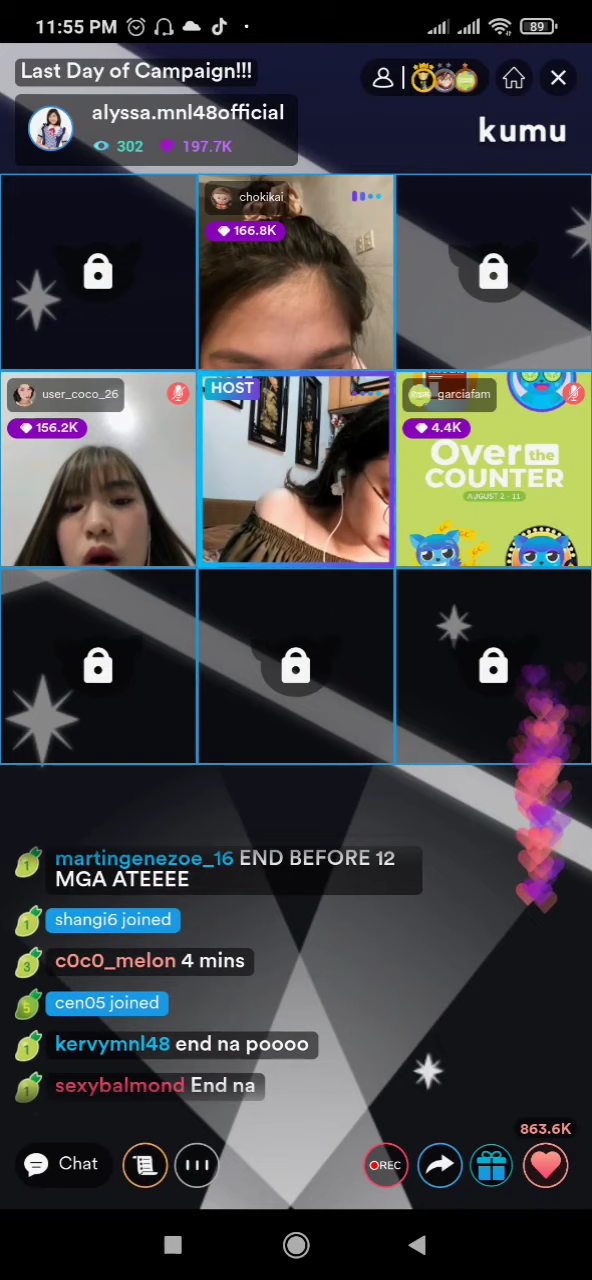 11:55 PM
89
Last Day of Campaign!!!
alyssa.mnl48official
302 197.7K
kumu
chokikai
166.8K
user_coco_26
156.2K
HOST
garciafam
4.4K
Over the
COUNTER
AUGUST 2 - 11
martingenezoe_16 END BEFORE 12
MGA ATEEEE
1
shangi6 joined
1
c0c0_melon 4 mins
3
cen05 joined
5
kervymnl48 end na poooo
1
sexybalmond End na
1
863.6K
Chat
REC